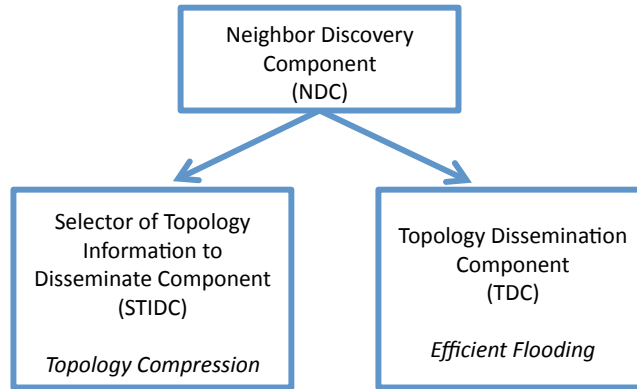 Neighbor Discovery
Component
(NDC)
Selector of Topology
Information to
Disseminate Component
(STIDC)
Topology Compression
Topology Dissemination
Component
(TDC)
Efficient Flooding